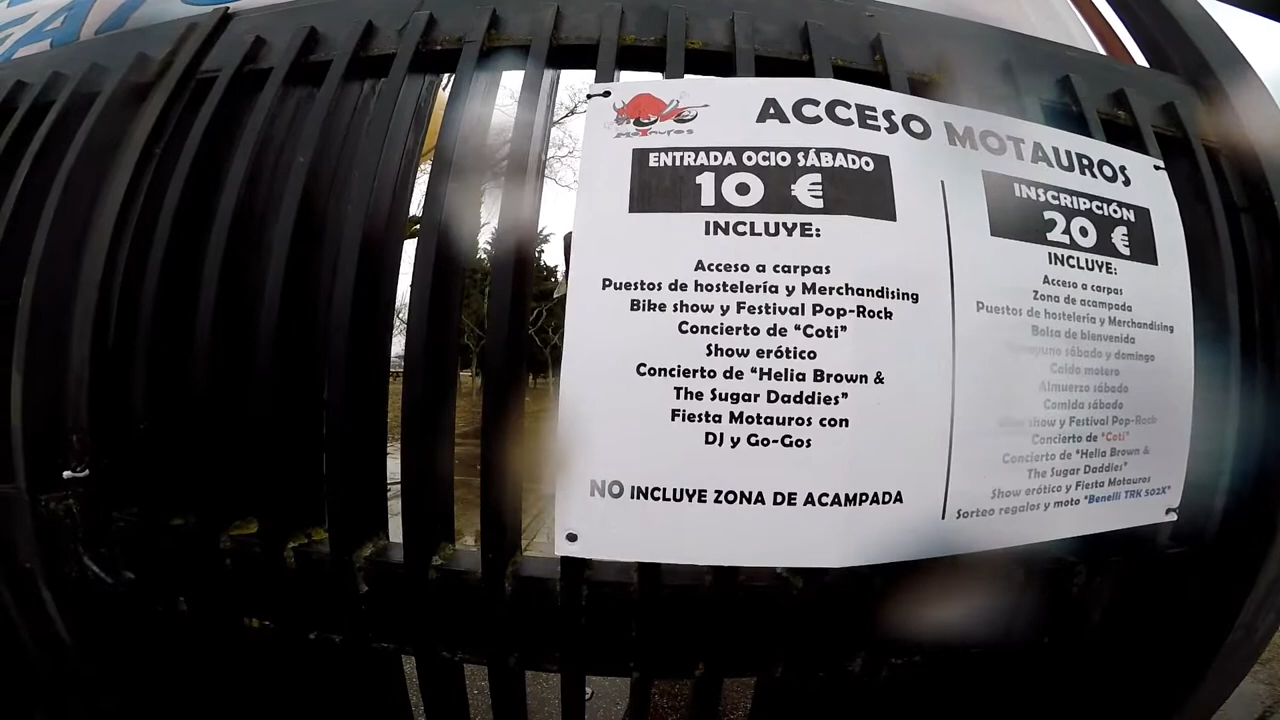 Motauros
ACCESO MOTAUROS
ENTRADA OCIO SÁBADO
10 €
INCLUYE:
Acceso a carpas
Puestos de hostelería y Merchandising
Bike show y Festival Pop-Rock
Concierto de “Coti”
Show erótico
Concierto de “Helia Brown &
The Sugar Daddies”
Fiesta Motauros con
DJ y Go-Gos
NO INCLUYE ZONA DE ACAMPADA
INSCRIPCIÓN
20 €
INCLUYE:
Acceso a carpas
Zona de acampada
Puestos de hostelería y Merchandising
Bolsa de bienvenida
sábado y domingo
Caldo motero
Almuerzo sábado
Comida sábado
show y Festival Pop-Rock
Concierto de “Coti”
Concierto de “Helia Brown &
The Sugar Daddies”
Show erótico y Fiesta Motauros
Sorteo regalos y moto “Benelli TRK 502X”